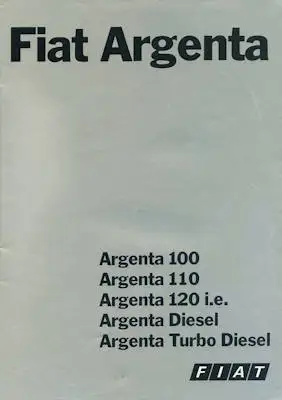 Fiat Argenta
Argenta 100
Argenta 110
Argenta 120 i.e.
Argenta Diesel
Argenta Turbo Diesel
FIAT